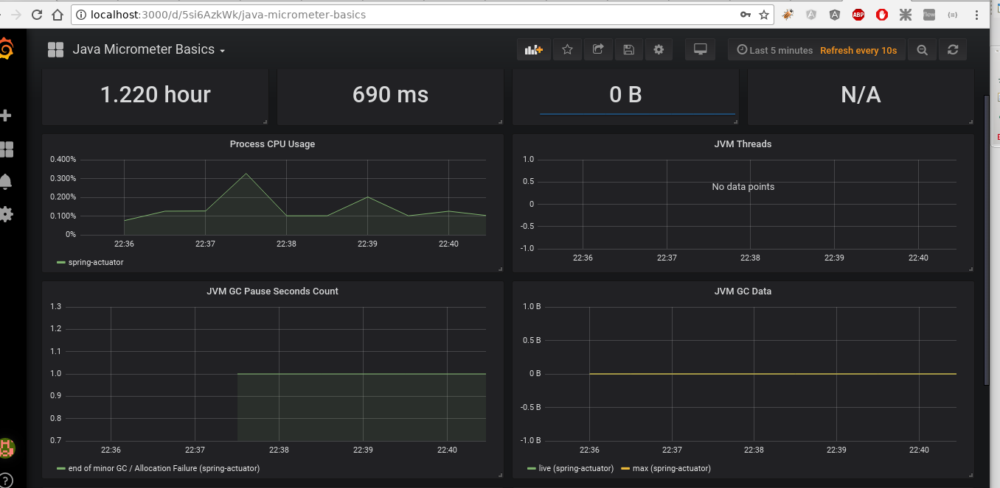 localhost:3000/d/5si6AzkWk/java-micrometer-basics
ABP
flew
Java Micrometer Basics
Last 5 minutes Refresh every 10s
1.220 hour
690 ms
0 B
N/A
Process CPU Usage
0.400%
0.300%
0.200%
0.100%
0%
22:36 22:37 22:38 22:39 22:40
spring-actuator
JVM Threads
1.0
0.5
0
-0.5
-1.0
No data points
22:36 22:37 22:38 22:39 22:40
JVM GC Pause Seconds Count
1.3
1.2
1.1
1.0
0.9
0.8
0.7
22:36 22:37 22:38 22:39 22:40
end of minor GC / Allocation Failure (spring-actuator)
JVM GC Data
1.0 B
0.5 B
0 B
-0.5 B
-1.0 B
22:36 22:37 22:38 22:39 22:40
live (spring-actuator) max (spring-actuator)